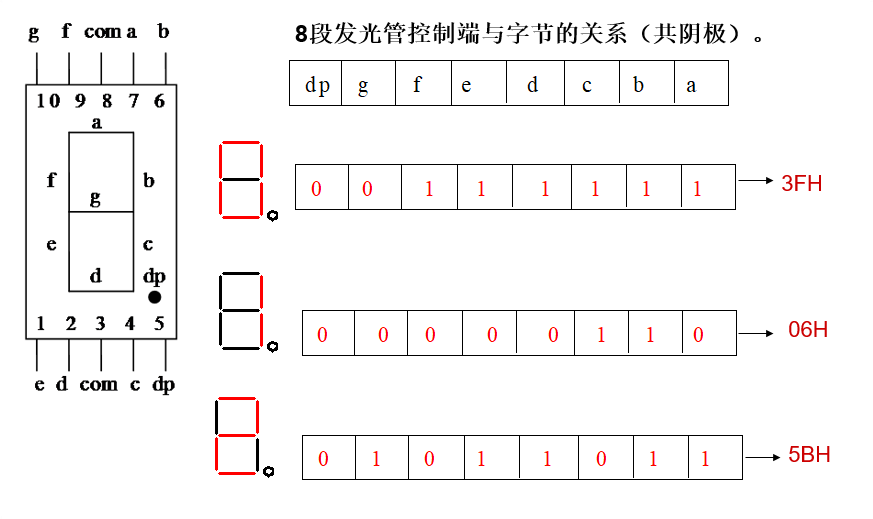 g f com a b
10 9 8 7 6
a
f b
g
e c
d dp
1 2 3 4 5
e d com c dp
8段发光管控制端与字节的关系（共阴极）。
dp g f e d c b a
0 0 1 1 1 1 1 1 3FH
0 0 0 0 0 1 1 0 06H
0 1 0 1 1 0 1 1 5BH